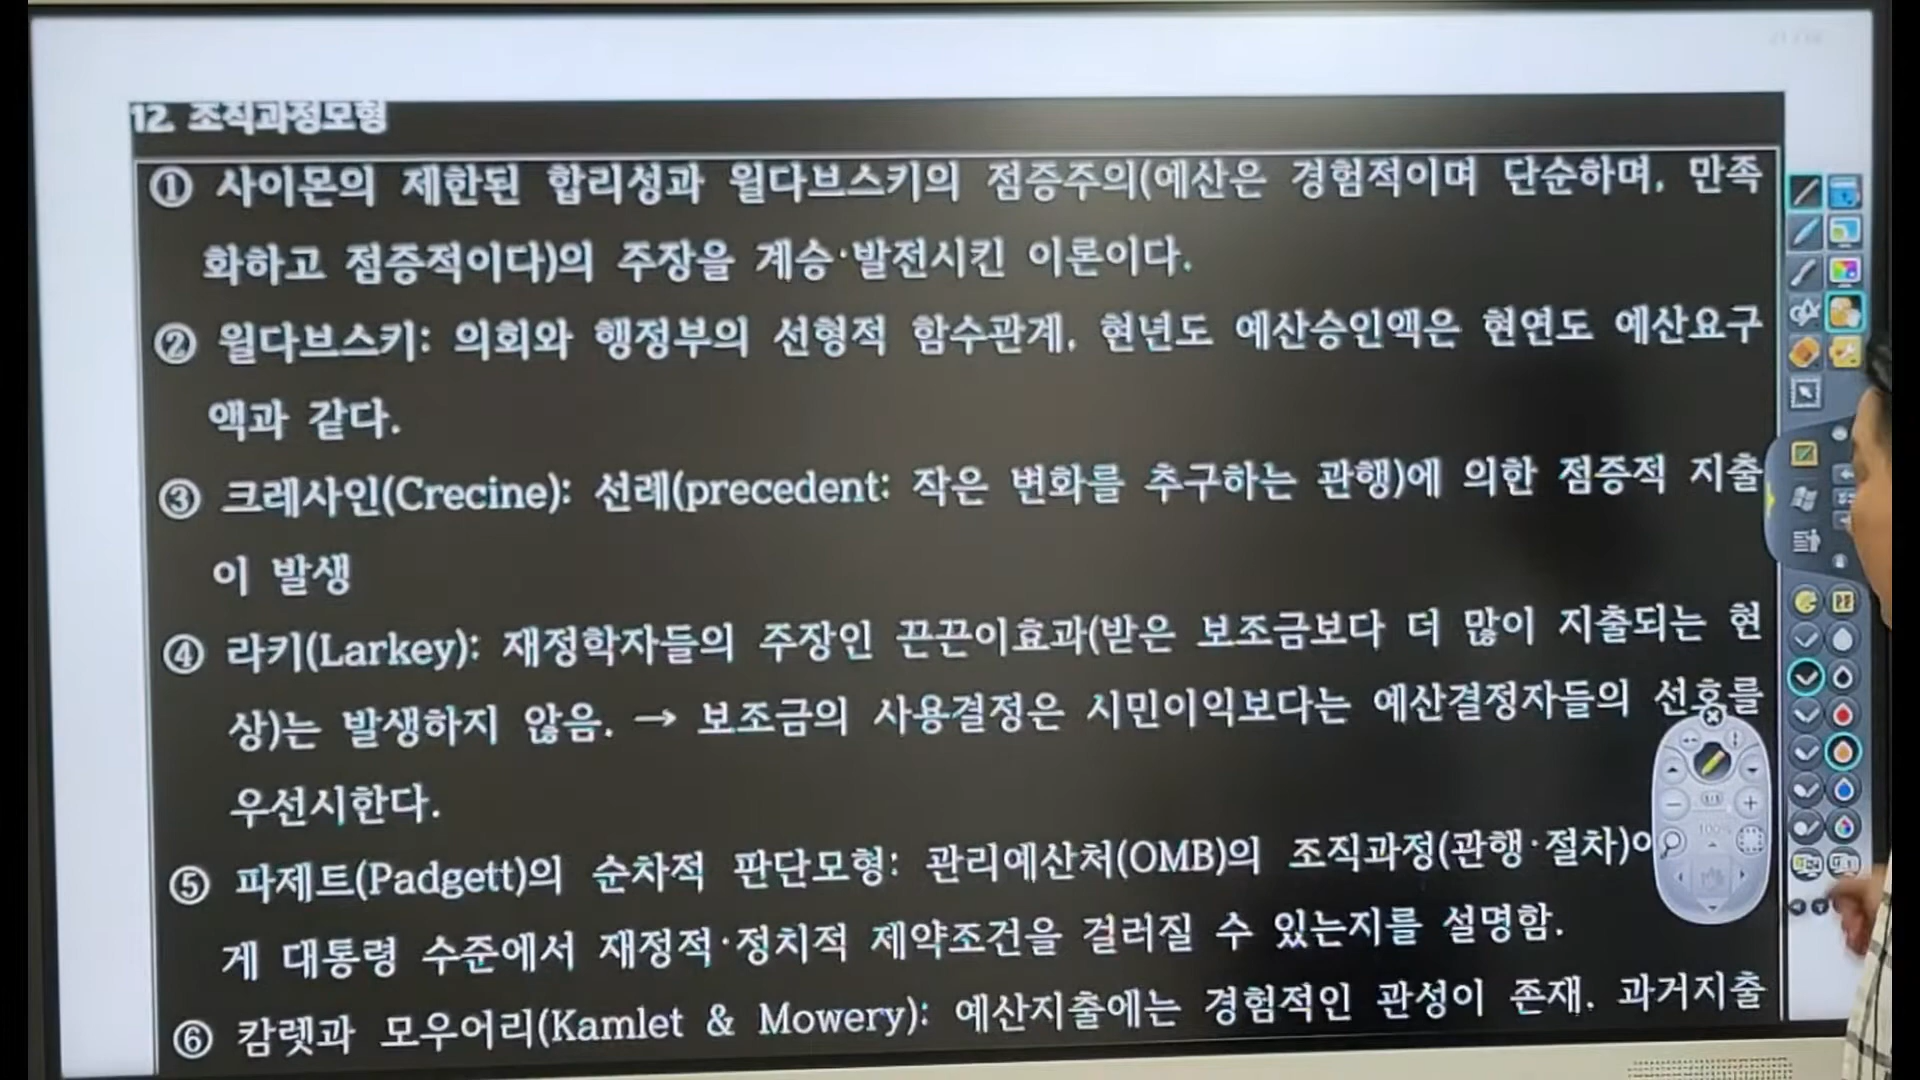 12. 조직과정모형
① 사이몬의 제한된 합리성과 윌다브스키의 점증주의(예산은 경험적이며 단순하며, 만족
화하고 점증적이다)의 주장을 계승·발전시킨 이론이다.
② 윌다브스키: 의회와 행정부의 선형적 함수관계, 현년도 예산승인액은 현연도 예산요구
액과 같다.
③ 크레사인(Crecine): 선례(precedent: 작은 변화를 추구하는 관행)에 의한 점증적 지출
이 발생
④ 라키(Larkey): 재정학자들의 주장인 끈끈이효과(받은 보조금보다 더 많이 지출되는 현
상)는 발생하지 않음. → 보조금의 사용결정은 시민이익보다는 예산결정자들의 선호를
우선시한다.
⑤ 파제트(Padgett)의 순차적 판단모형: 관리예산처(OMB)의 조직과정(관행·절차)이
게 대통령 수준에서 재정적·정치적 제약조건을 걸러질 수 있는지를 설명함.
⑥ 캄렛과 모우어리(Kamlet & Mowery): 예산지출에는 경험적인 관성이 존재. 과거지출
100%